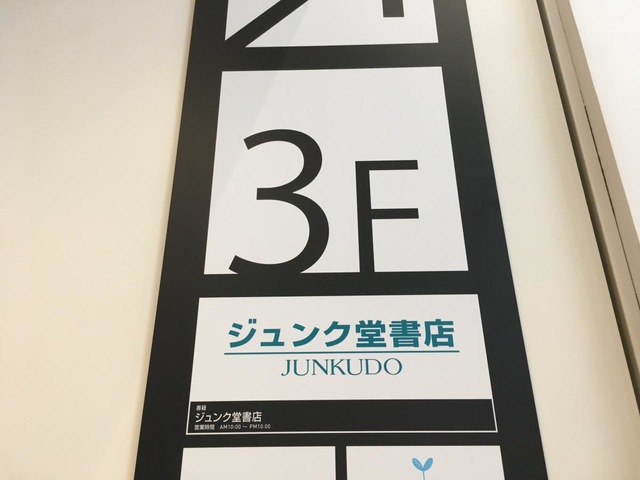 3F
ジュンク堂書店
JUNKUDO
書籍
ジュンク堂書店
営業時間 AM10:00～PM10:00